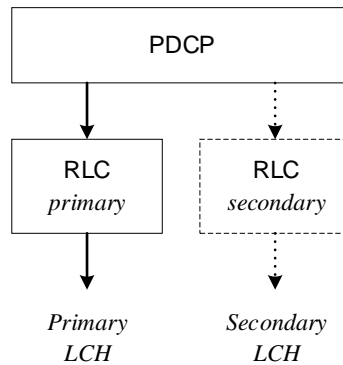 PDCP
RLC
primary
RLC
secondary
Primary
LCH
Secondary
LCH